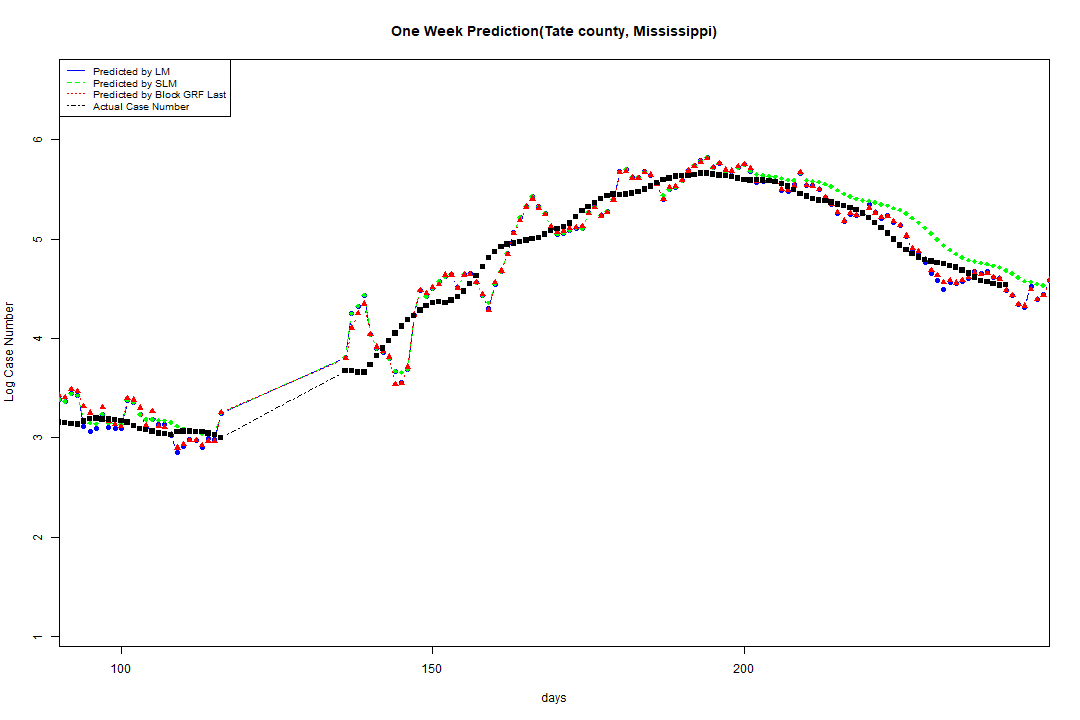 One Week Prediction(Tate county, Mississippi)
Predicted by LM
Predicted by SLM
Predicted by Block GRF Last
Actual Case Number
Log Case Number
6
5
4
3
2
1
100 150 200
days